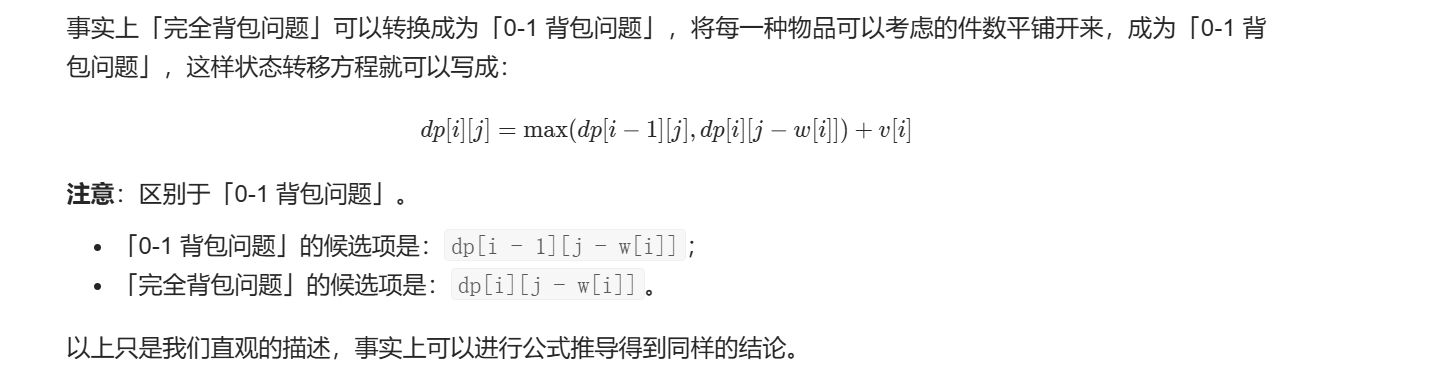 事实上「完全背包问题」可以转换成为「0-1 背包问题」，将每一种物品可以考虑的件数平铺开来，成为「0-1 背
包问题」，这样状态转移方程就可以写成：
dp[i][j] = max(dp[i − 1][j], dp[i][j − w[i]]) + v[i]
注意：区别于「0-1 背包问题」。
• 「0-1 背包问题」的候选项是： dp[i - 1][j - w[i]] ；
• 「完全背包问题」的候选项是： dp[i][j - w[i]] 。
以上只是我们直观的描述，事实上可以进行公式推导得到同样的结论。